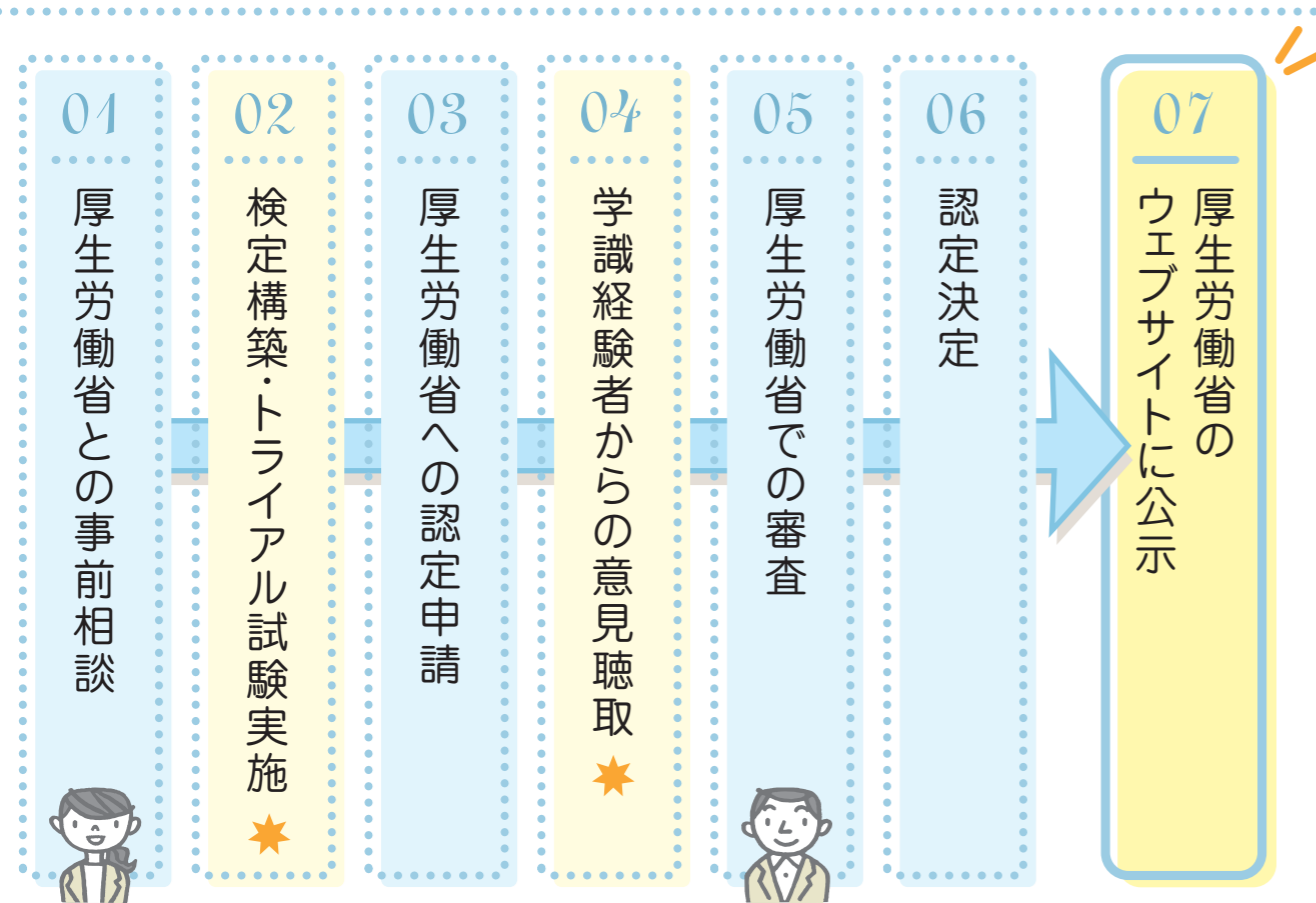 01
厚生労働省との事前相談
02
検定構築・トライアル試験実施
03
厚生労働省への認定申請
04
学識経験者からの意見聴取
05
厚生労働省での審査
06
認定決定
07
厚生労働省の
ウェブサイトに公示